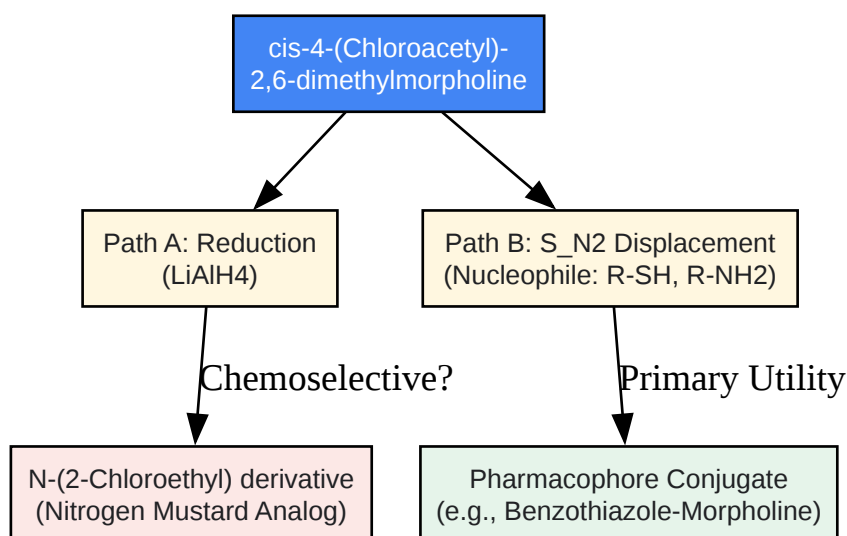 cis-4-(Chloroacetyl)-
2,6-dimethylmorpholine
Path A: Reduction
(LiAlH4)
Path B: S_N2 Displacement
(Nucleophile: R-SH, R-NH2)
Chemoselective?
Primary Utility
N-(2-Chloroethyl) derivative
(Nitrogen Mustard Analog)
Pharmacophore Conjugate
(e.g., Benzothiazole-Morpholine)